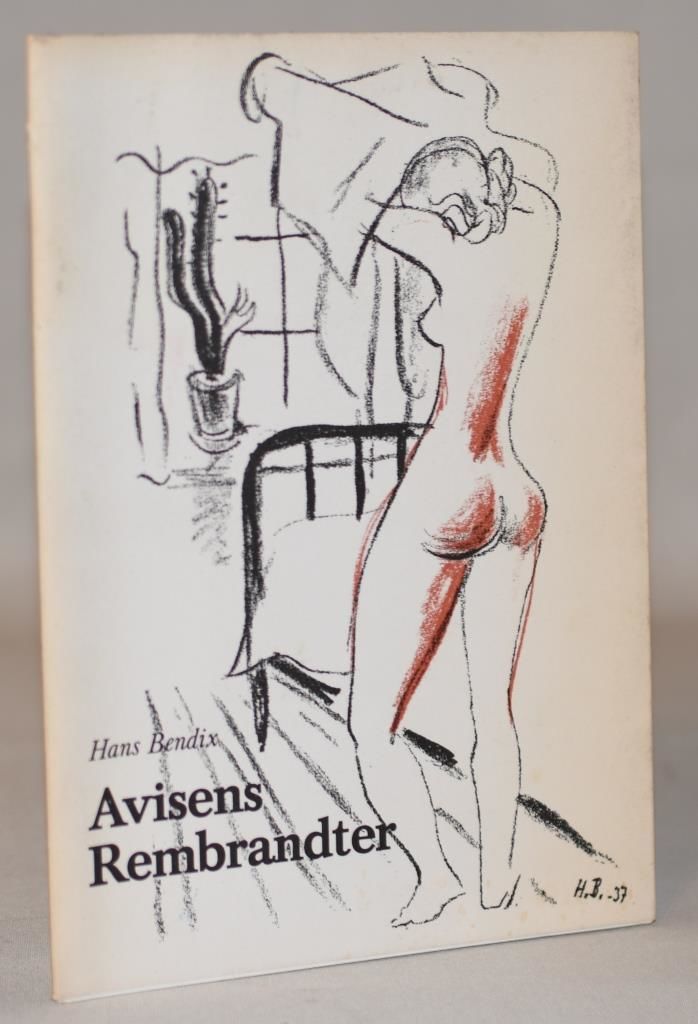 Hans Bendix
Avisens
Rembrandter
H.B. -37